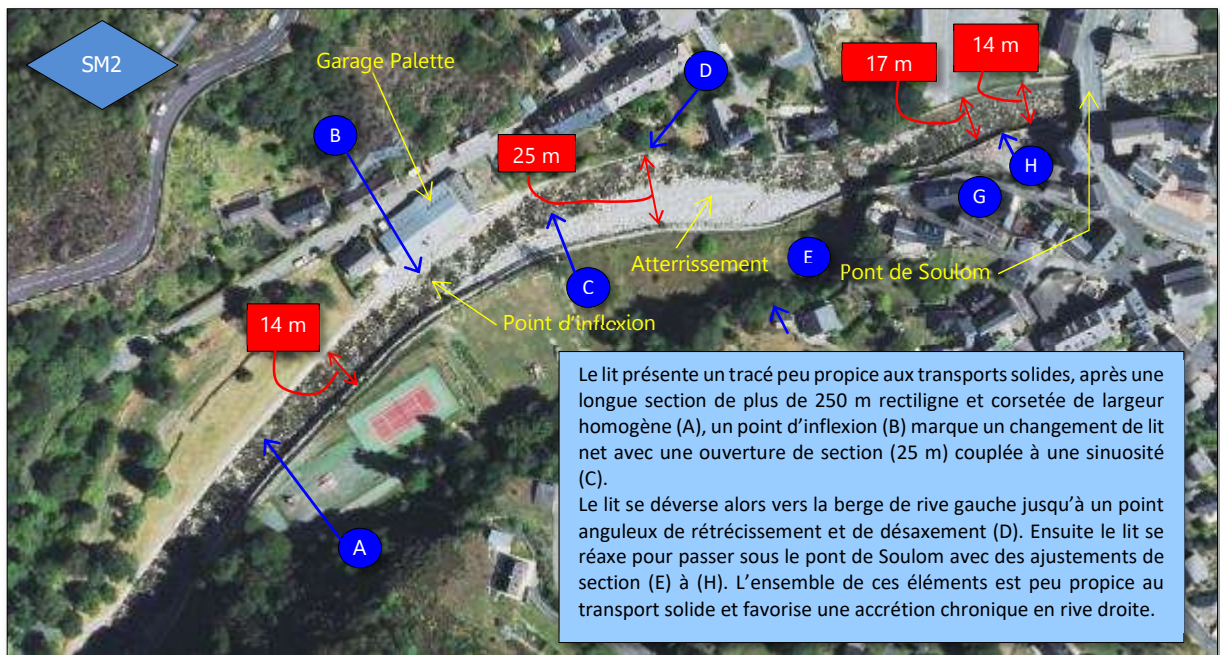 SM2
Garage Palette
B
D
17 m
14 m
25 m
H
G
Atterrissement
E
Pont de Soulom
C
Point d'inflexion
14 m
A
Le lit présente un tracé peu propice aux transports solides, après une
longue section de plus de 250 m rectiligne et corsetée de largeur
homogène (A), un point d'inflexion (B) marque un changement de lit
net avec une ouverture de section (25 m) couplée à une sinuosité
(C).
Le lit se déverse alors vers la berge de rive gauche jusqu'à un point
anguleux de rétrécissement et de désaxement (D). Ensuite le lit se
réaxe pour passer sous le pont de Soulom avec des ajustements de
section (E) à (H). L'ensemble de ces éléments est peu propice au
transport solide et favorise une accrétion chronique en rive droite.